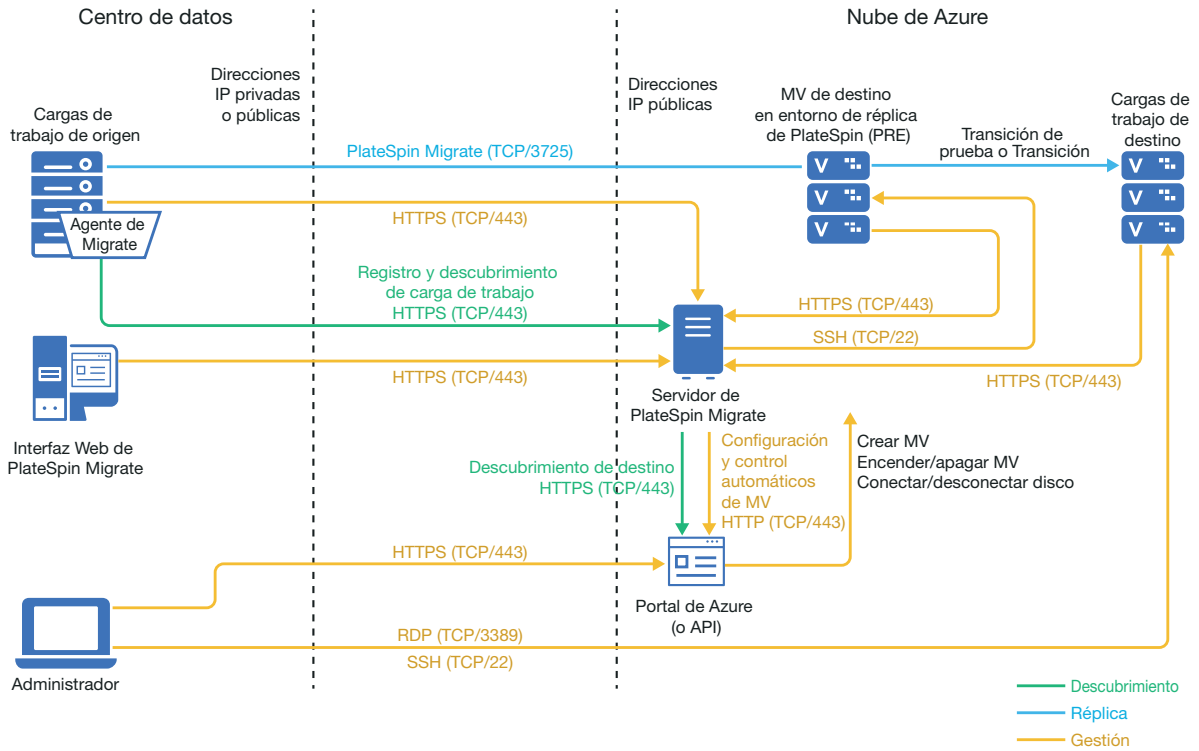 Centro de datos
Nube de Azure
Direcciones
IP privadas
o públicas
Direcciones
IP públicas
Cargas de
trabajo de origen
MV de destino
en entorno de réplica
de PlateSpin (PRE)
Cargas de
trabajo de
destino
Transición de
prueba o Transición
PlateSpin Migrate (TCP/3725)
HTTPS (TCP/443)
Agente de
Migrate
Registro y descubrimiento
de carga de trabajo
HTTPS (TCP/443)
HTTPS (TCP/443)
SSH (TCP/22)
HTTPS (TCP/443)
HTTPS (TCP/443)
Servidor de
PlateSpin Migrate
Interfaz Web de
PlateSpin Migrate
Descubrimiento de destino
HTTPS (TCP/443)
Configuración
y control
automáticos
de MV
HTTP (TCP/443)
Crear MV
Encender/apagar MV
Conectar/desconectar disco
HTTPS (TCP/443)
Portal de Azure
(o API)
RDP (TCP/3389)
SSH (TCP/22)
Administrador
Descubrimiento
Réplica
Gestión